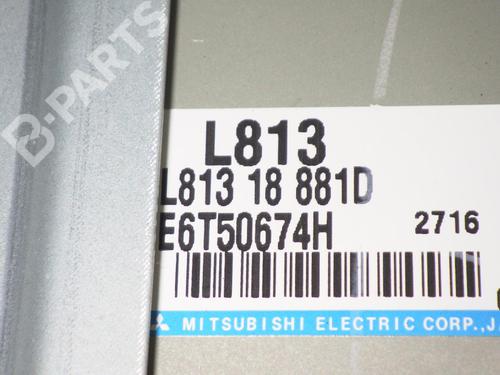 B-PARTS
L813
L813 18 881D
E6T50674H 2716
MITSUBISHI ELECTRIC CORP.,